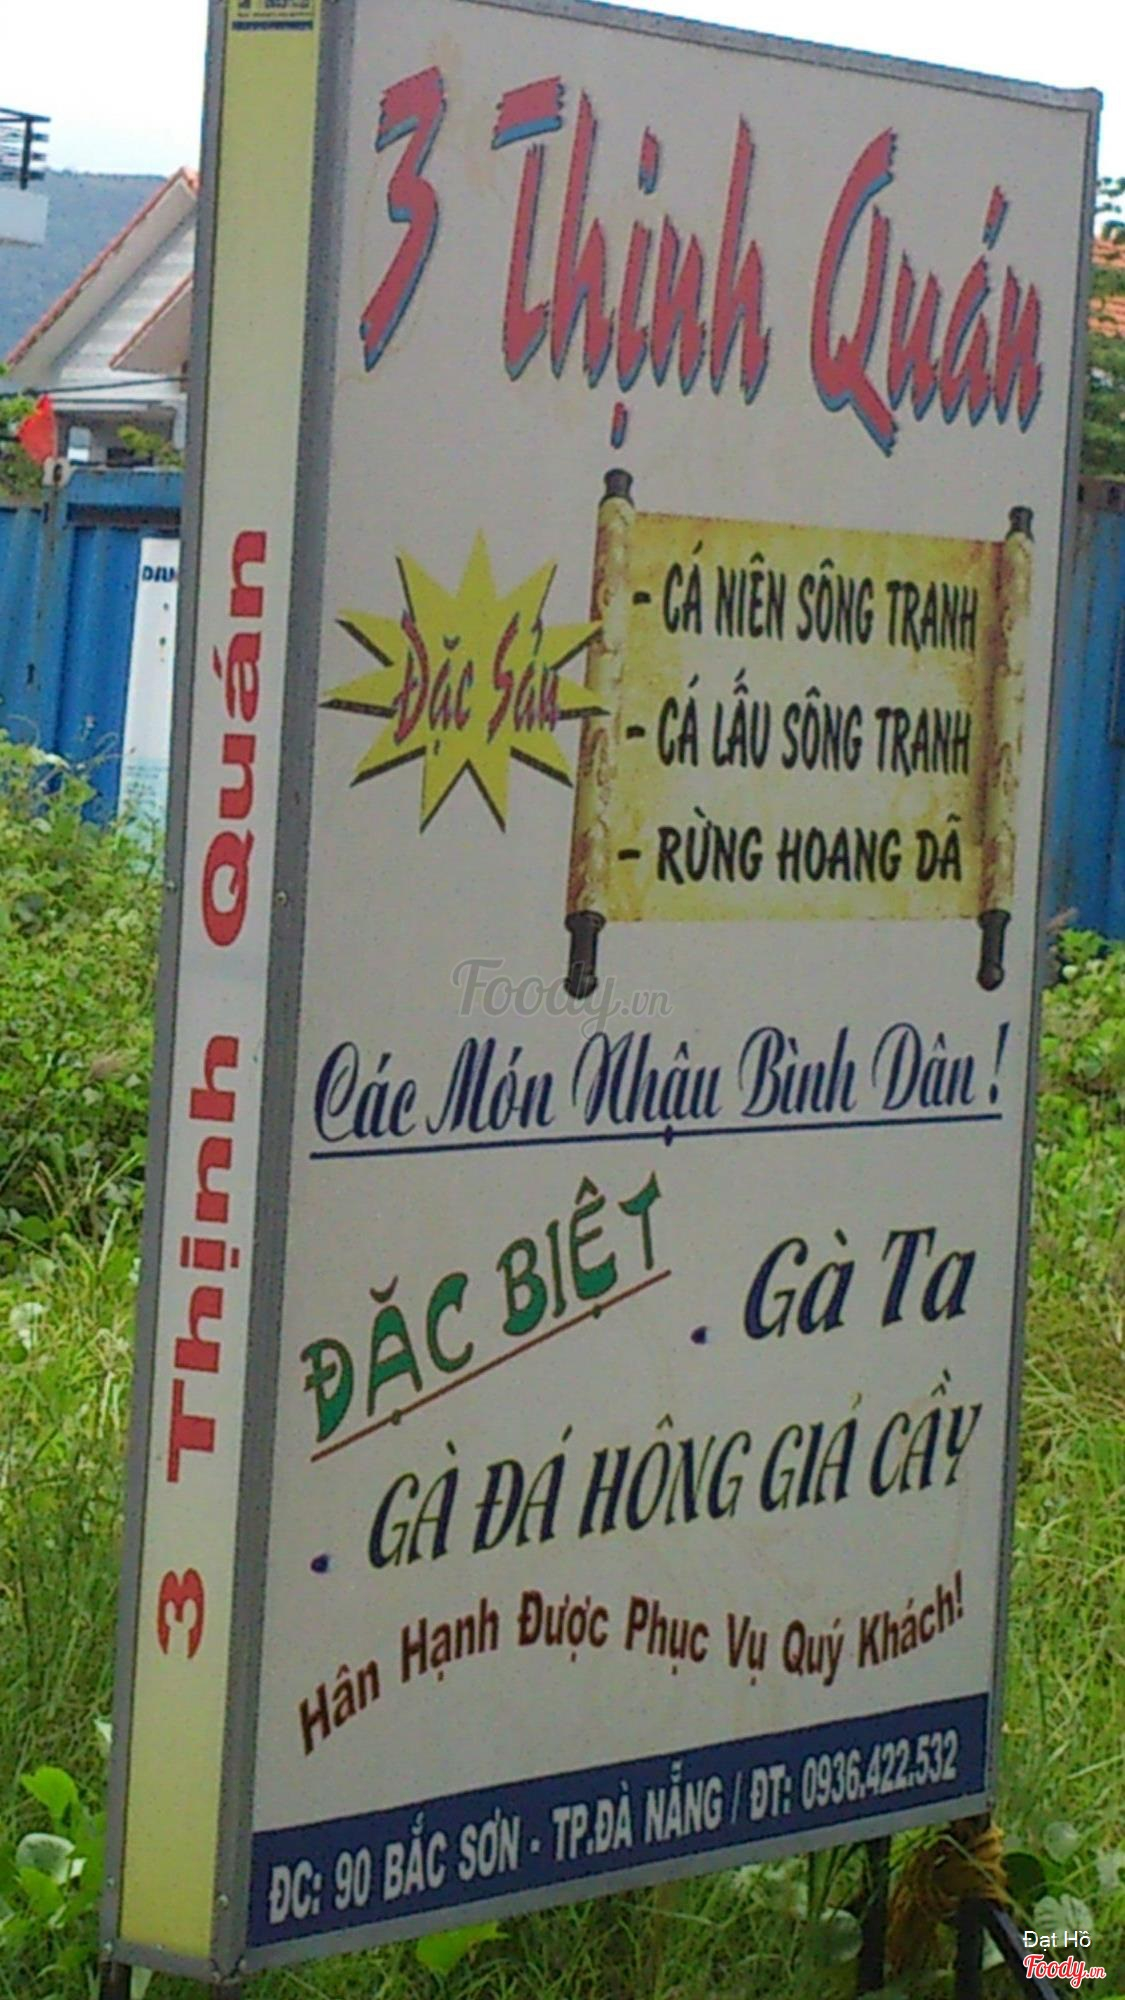 3 Thịnh Quán
Đặc Sản
- CÁ NIÊN SÔNG TRANH
- CÁ LẤU SÔNG TRANH
- RỪNG HOANG DÃ
Các Món Nhậu Bình Dân !
ĐẶC BIỆT
. Gà Ta
. GÀ ĐÁ HÔNG GIẢ CẦY
Hân Hạnh Được Phục Vụ Quý Khách!
ĐC: 90 BẮC SƠN - TP.ĐÀ NẴNG / ĐT: 0936.422.532
3 Thịnh Quán
Foody.vn
Đạt Hồ
Foody.vn